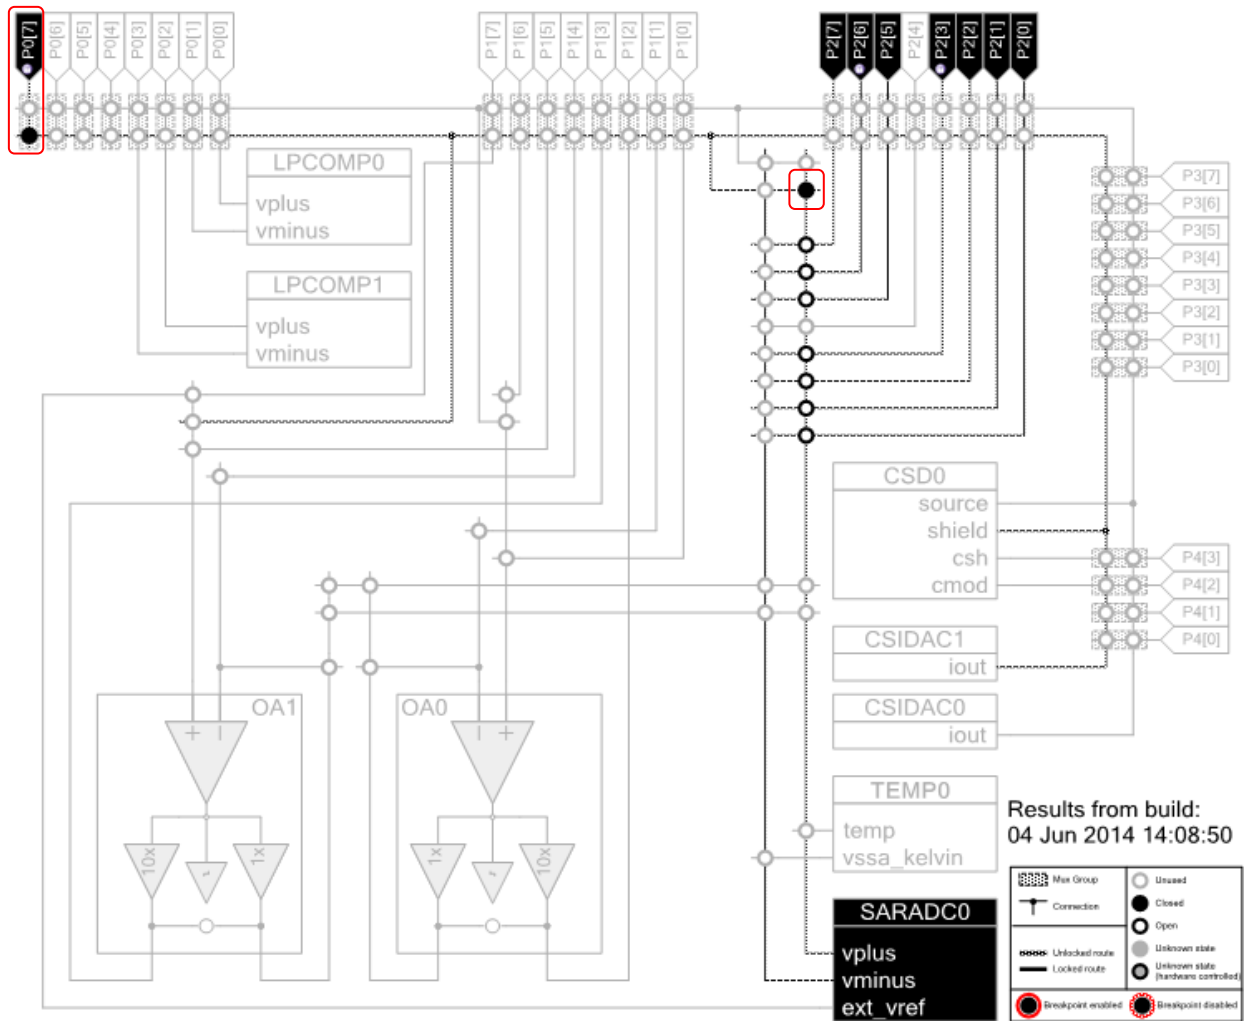 P0[7]
P0[6]
P0[5]
P0[4]
P0[3]
P0[2]
P0[1]
P0[0]
P1[7]
P1[6]
P1[5]
P1[4]
P1[3]
P1[2]
P1[1]
P1[0]
P2[7]
P2[6]
P2[5]
P2[4]
P2[3]
P2[2]
P2[1]
P2[0]
LPCOMP0
vplus
vminus
LPCOMP1
vplus
vminus
P3[7]
P3[6]
P3[5]
P3[4]
P3[3]
P3[2]
P3[1]
P3[0]
CSD0
source
shield
csh
cmod
P4[3]
P4[2]
P4[1]
P4[0]
CSIDAC1
iout
CSIDAC0
iout
OA1
+
10x
1x
OA0
+
1x
10x
TEMP0
temp
vssa_kelvin
SARADC0
vplus
vminus
ext_vref
Results from build:
04 Jun 2014 14:08:50
Mux Group
Connection
Unlocked route
Locked route
Unused
Closed
Open
Unknown state
Unknown state
(hardware controlled)
Breakpoint enabled
Breakpoint disabled